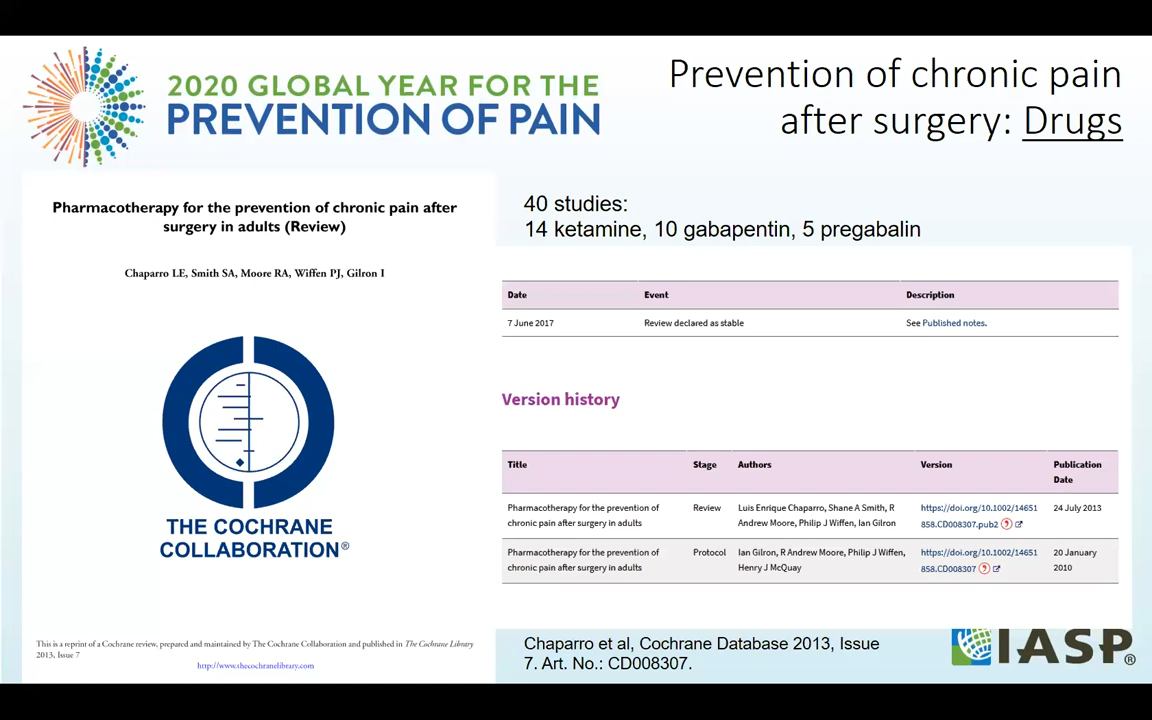 2020 GLOBAL YEAR FOR THE
PREVENTION OF PAIN
Prevention of chronic pain
after surgery: Drugs
Pharmacotherapy for the prevention of chronic pain after
surgery in adults (Review)
Chaparro LE, Smith SA, Moore RA, Wiffen PJ, Gilron I
THE COCHRANE
COLLABORATION®
This is a reprint of a Cochrane review, prepared and maintained by The Cochrane Collaboration and published in The Cochrane Library
2013, Issue 7
http://www.thecochranelibrary.com
40 studies:
14 ketamine, 10 gabapentin, 5 pregabalin
Date Event Description
7 June 2017 Review declared as stable See Published notes.
Version history
Title Stage Authors Version Publication
Date
Pharmacotherapy for the prevention of Review Luis Enrique Chaparro, Shane A Smith, R https://doi.org/10.1002/14651 24 July 2013
chronic pain after surgery in adults Andrew Moore, Philip J Wiffen, Ian Gilron 858.CD008307.pub2
Pharmacotherapy for the prevention of Protocol Ian Gilron, R Andrew Moore, Philip J Wiffen, https://doi.org/10.1002/14651 20 January
chronic pain after surgery in adults Henry J McQuay 858.CD008307 2010
Chaparro et al, Cochrane Database 2013, Issue
7. Art. No.: CD008307.
IASP®